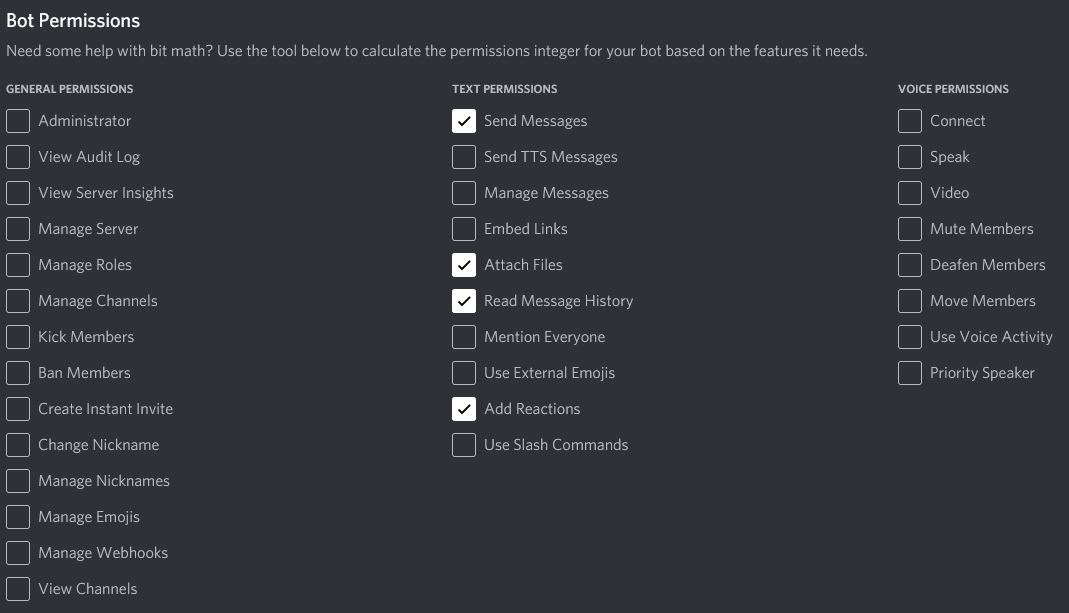 Bot Permissions
Need some help with bit math? Use the tool below to calculate the permissions integer for your bot based on the features it needs.
GENERAL PERMISSIONS
Administrator
View Audit Log
View Server Insights
Manage Server
Manage Roles
Manage Channels
Kick Members
Ban Members
Create Instant Invite
Change Nickname
Manage Nicknames
Manage Emojis
Manage Webhooks
View Channels
TEXT PERMISSIONS
Send Messages
Send TTS Messages
Manage Messages
Embed Links
Attach Files
Read Message History
Mention Everyone
Use External Emojis
Add Reactions
Use Slash Commands
VOICE PERMISSIONS
Connect
Speak
Video
Mute Members
Deafen Members
Move Members
Use Voice Activity
Priority Speaker